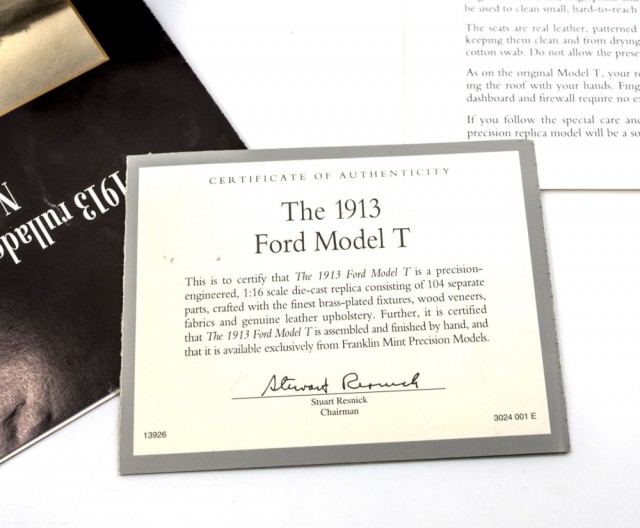 be used to clean small, hard-to-reach
The seats are real leather, patterned
keeping them clean and from drying
cotton swab. Do not allow the prese
As on the original Model T, your r
ing the roof with your hands. Fing
dashboard and firewall require no e
If you follow the special care and
precision replica model will be a so
1913 rullade
N
CERTIFICATE OF AUTHENTICITY
The 1913
Ford Model T
This is to certify that The 1913 Ford Model T is a precision-
engineered, 1:16 scale die-cast replica consisting of 104 separate
parts, crafted with the finest brass-plated fixtures, wood veneers,
fabrics and genuine leather upholstery. Further, it is certified
that The 1913 Ford Model T is assembled and finished by hand, and
that it is available exclusively from Franklin Mint Precision Models.
Stewart Resnick
Stuart Resnick
Chairman
13926
3024 001 E